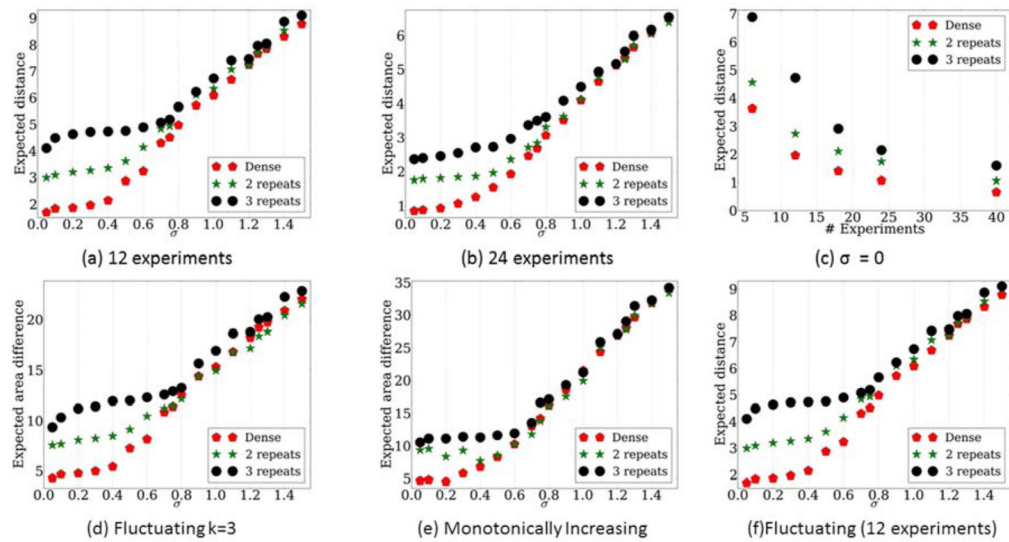 Expected distance
9
8
7
6
5
4
3
2
0.0 0.2 0.4 0.6 0.8 1.0 1.2 1.4
σ
Dense
2 repeats
3 repeats
(a) 12 experiments
Expected distance
6
5
4
3
2
1
0.0 0.2 0.4 0.6 0.8 1.0 1.2 1.4
σ
Dense
2 repeats
3 repeats
(b) 24 experiments
Expected distance
7
6
5
4
3
2
1
0
5 10 15 20 25 30 35 40
# Experiments
Dense
2 repeats
3 repeats
(c) σ = 0
Expected area difference
20
15
10
5
0.0 0.2 0.4 0.6 0.8 1.0 1.2 1.4
σ
Dense
2 repeats
3 repeats
(d) Fluctuating k=3
Expected area difference
35
30
25
20
15
10
5
0.0 0.2 0.4 0.6 0.8 1.0 1.2 1.4
σ
Dense
2 repeats
3 repeats
(e) Monotonically Increasing
Expected distance
9
8
7
6
5
4
3
2
0.0 0.2 0.4 0.6 0.8 1.0 1.2 1.4
σ
Dense
2 repeats
3 repeats
(f)Fluctuating (12 experiments)